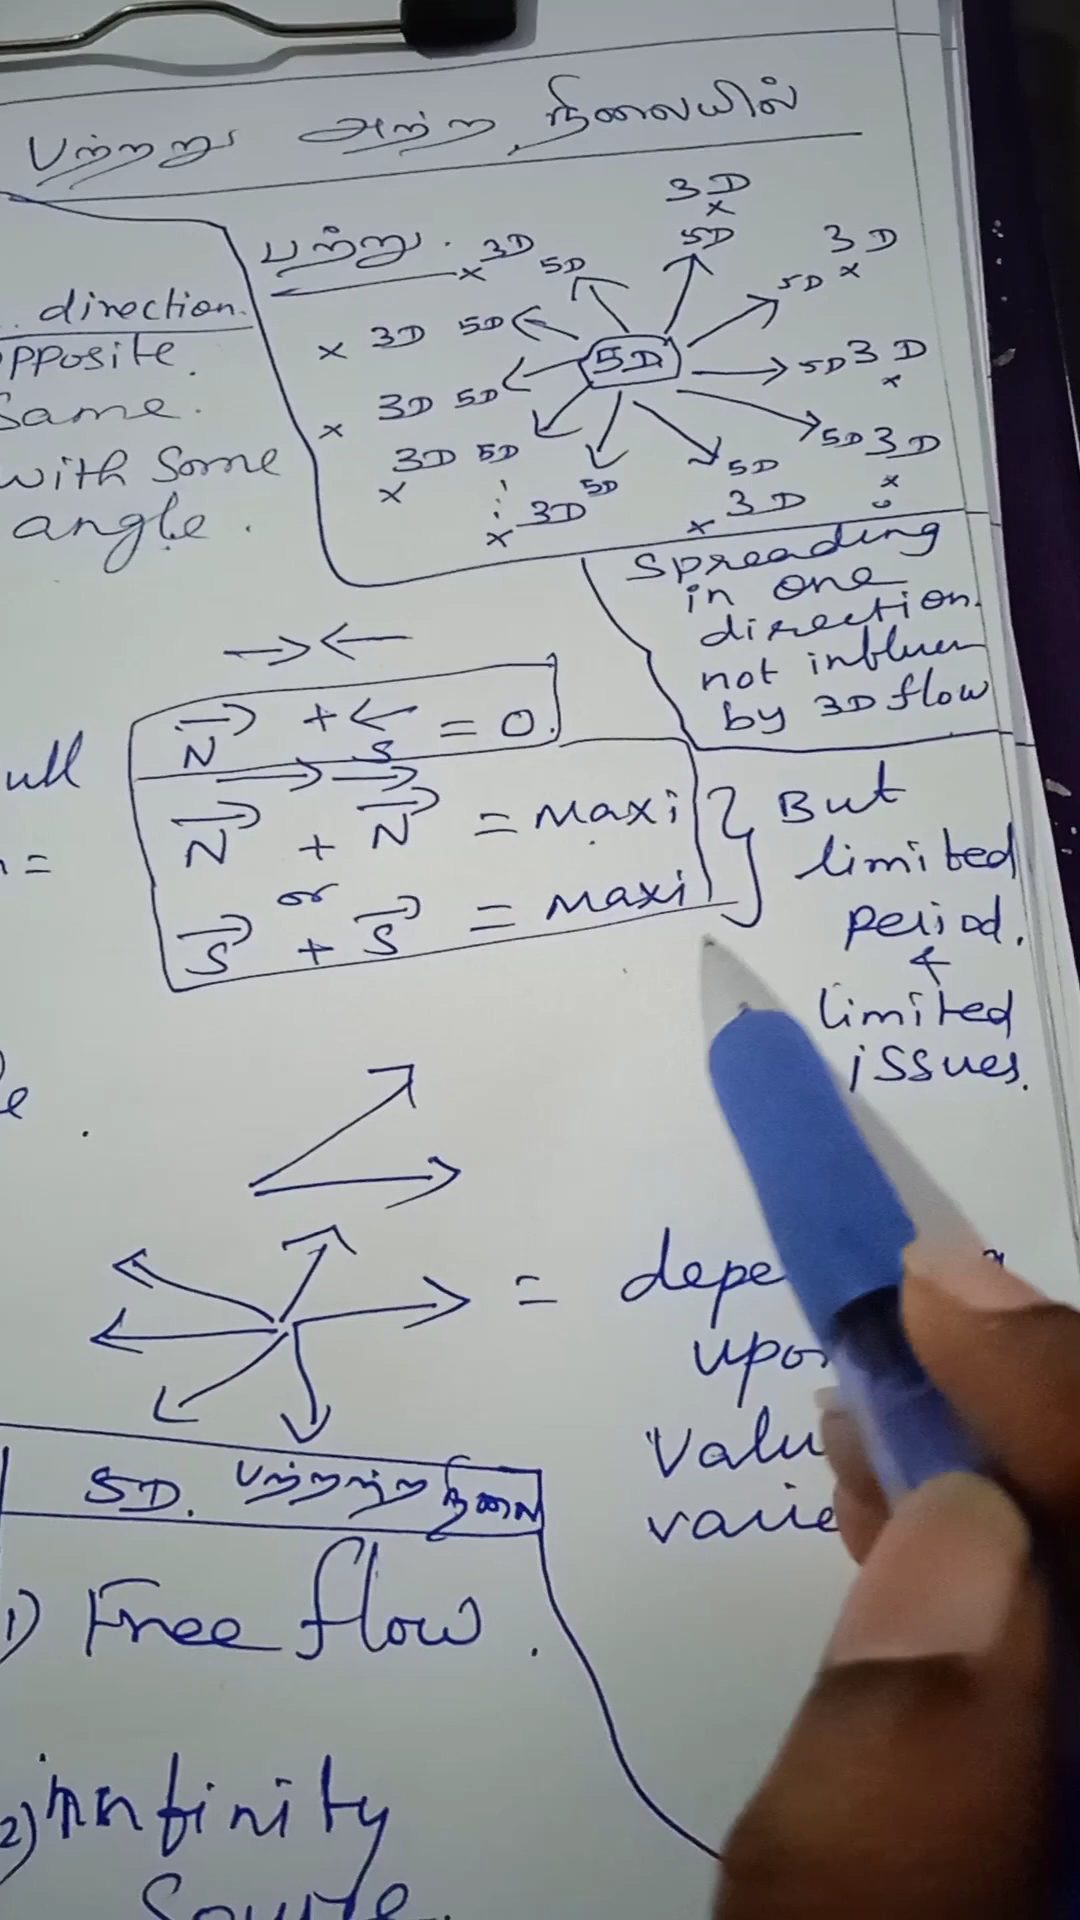 பற்றறு அற்ற நிலையில்
பற்று.
3D
x
5D
3D
x
5D
x 3D
5D
x 3D 5D
5D
5D 3D
x
x 3D 5D
5D 3D
x
3D 5D
x
5D
x 3D
5D
x 3D
direction.
opposite.
Same.
with some
angle.
Spreading
in one
direction.
not influen
by 3D flow
→ ←
N→ + ←S = 0.
N→ + N→ = Maxi
or
S→ + S→ = Maxi
} But
limited
period.
&
limited
issues.
ull
n =
e
=
depe
upon
Valu
varie
5D. பற்றற்ற நிலை
1) Free flow.
2) infinity
Source.